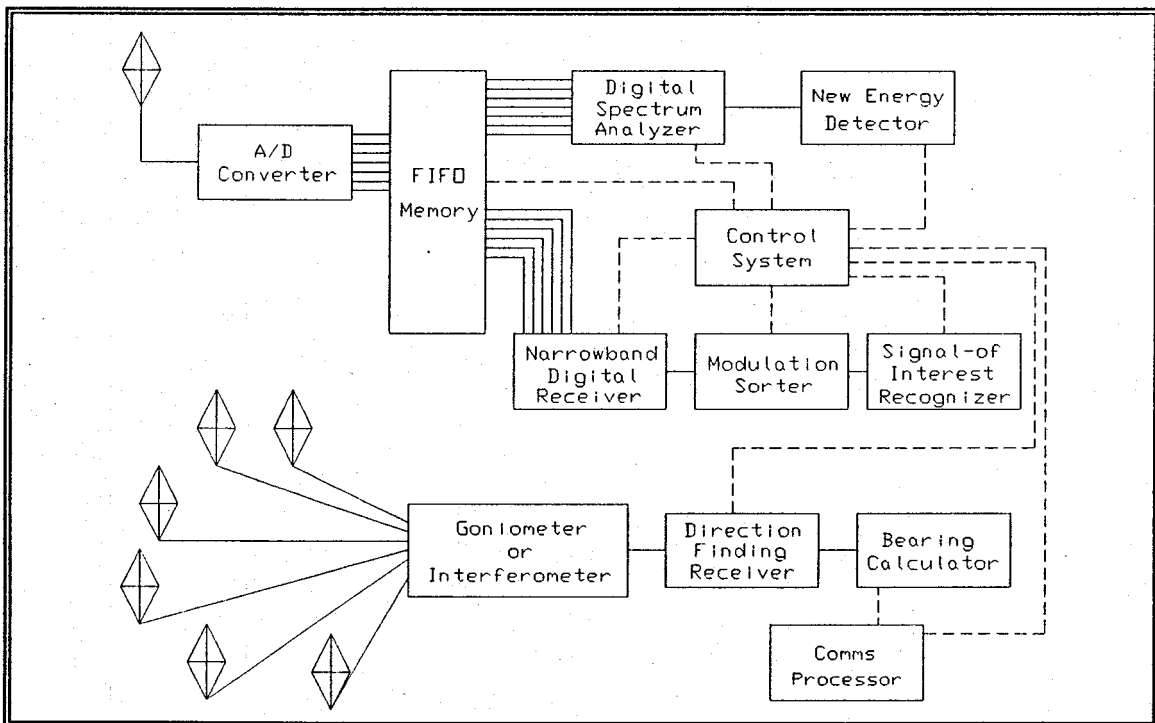 Digital
Spectrum
Analyzer
New Energy
Detector
A/D
Converter
FIFO
Memory
Control
System
Narrowband
Digital
Receiver
Modulation
Sorter
Signal-of
Interest
Recognizer
Goniometer
or
Interferometer
Direction
Finding
Receiver
Bearing
Calculator
Comms
Processor